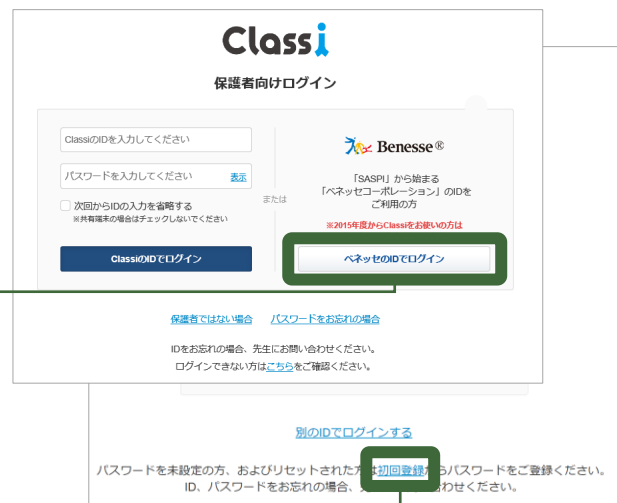 Classi
保護者向けログイン
ClassiのIDを入力してください
パスワードを入力してください 表示
次回からIDの入力を省略する
※共有端末の場合はチェックしないでください
ClassiのIDでログイン
または
Benesse®
「SASPI」から始まる
「ベネッセコーポレーション」のIDを
ご利用の方
※2015年度からClassiをお使いの方は
ベネッセのIDでログイン
保護者ではない場合 パスワードをお忘れの場合
IDをお忘れの場合、先生にお問い合わせください。
ログインできない方はこちらをご確認ください。
別のIDでログインする
パスワードを未設定の方、およびリセットされた方は初回登録からパスワードをご登録ください。
ID、パスワードをお忘れの場合、 わせください。